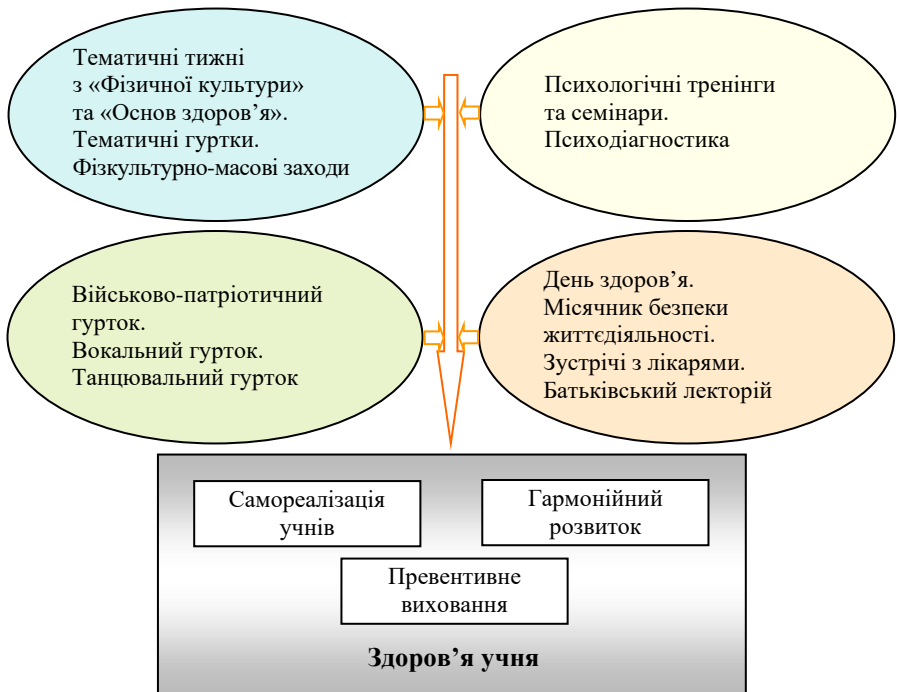 Тематичні тижні
з «Фізичної культури»
та «Основ здоров’я».
Тематичні гуртки.
Фізкультурно-масові заходи
Психологічні тренінги
та семінари.
Психодіагностика
Військово-патріотичний
гурток.
Вокальний гурток.
Танцювальний гурток
День здоров’я.
Місячник безпеки
життєдіяльності.
Зустрічі з лікарями.
Батьківський лекторій
Самореалізація
учнів
Гармонійний
розвиток
Превентивне
виховання
Здоров’я учня